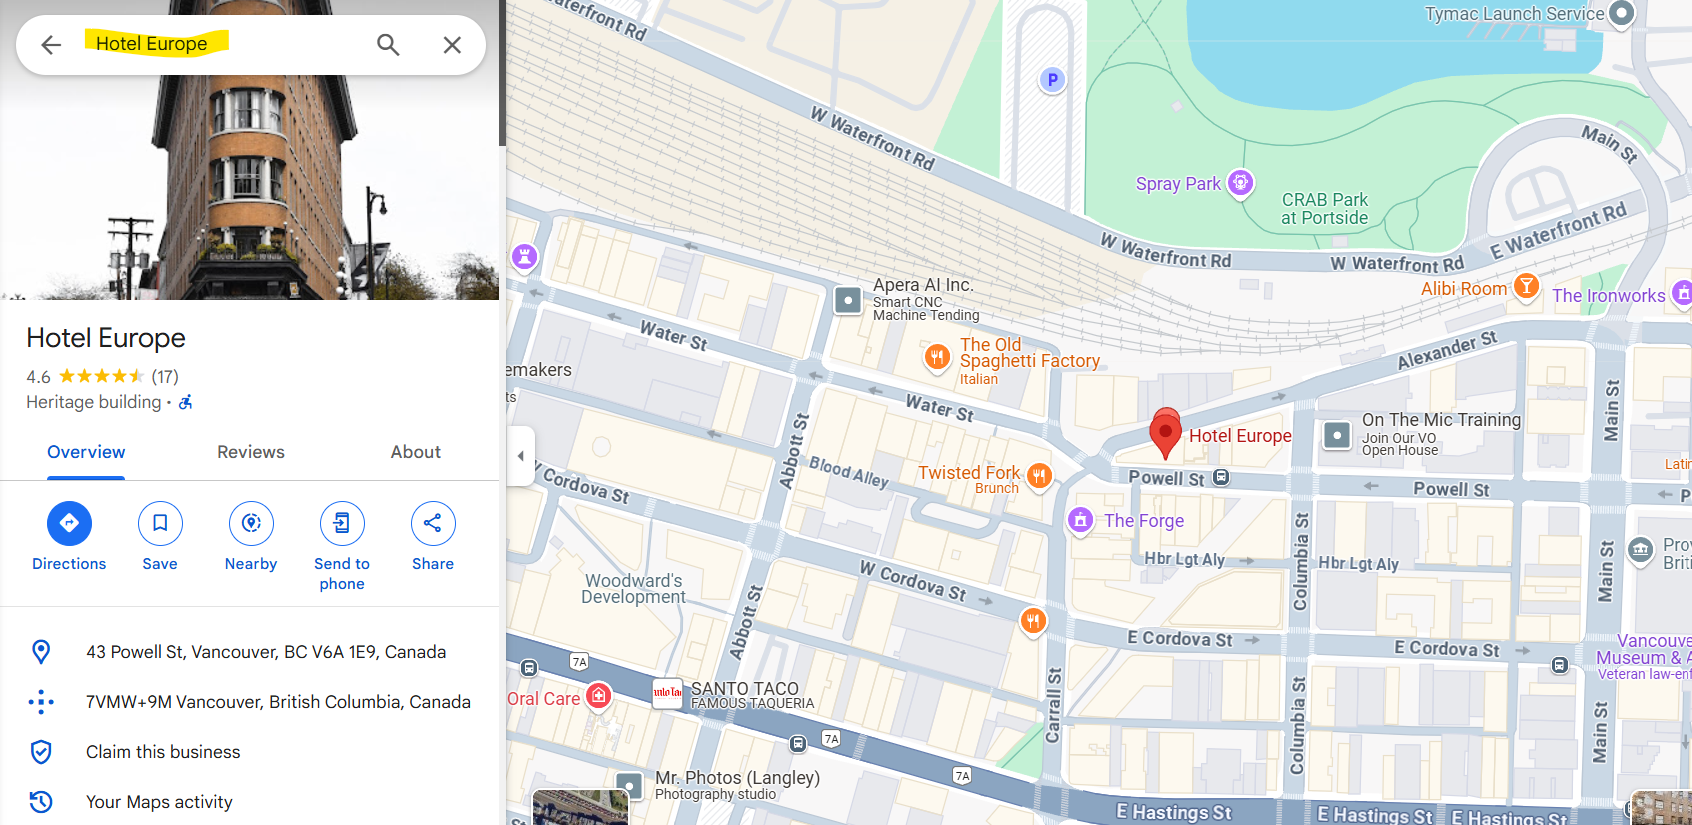 Hotel Europe
Hotel Europe
4.6 (17)
Heritage building ·
Overview
Reviews
About
Directions
Save
Nearby
Send to
phone
Share
43 Powell St, Vancouver, BC V6A 1E9, Canada
7VMW+9M Vancouver, British Columbia, Canada
Claim this business
Your Maps activity
Waterfront Rd
W Waterfront Rd
W Waterfront Rd
W Waterfront Rd
E Waterfront Rd
Tymac Launch Service
P
Main St
Spray Park
CRAB Park
at Portside
Alibi Room
The Ironworks
Apera AI Inc.
Smart CNC
Machine Tending
Water St
The Old
Spaghetti Factory
Italian
Alexander St
emakers
ts
Water St
Abbott St
Main St
On The Mic Training
Join Our VO
Open House
Hotel Europe
Blood Alley
Twisted Fork
Brunch
Powell St
Powell St
P
Latin
W Cordova St
The Forge
Columbia St
Hbr Lgt Aly
Hbr Lgt Aly
Main St
Prov
Briti
Woodward's
Development
W Cordova St
Abbott St
E Cordova St
E Cordova St
Vancouve
Museum & A
Veteran law-enf
7A
Oral Care
SANTO TACO
FAMOUS TAQUERIA
Carrall St
Columbia St
Main St
7A
7A
Mr. Photos (Langley)
Photography studio
E Hastings St
E Hastings St
E Hastings St